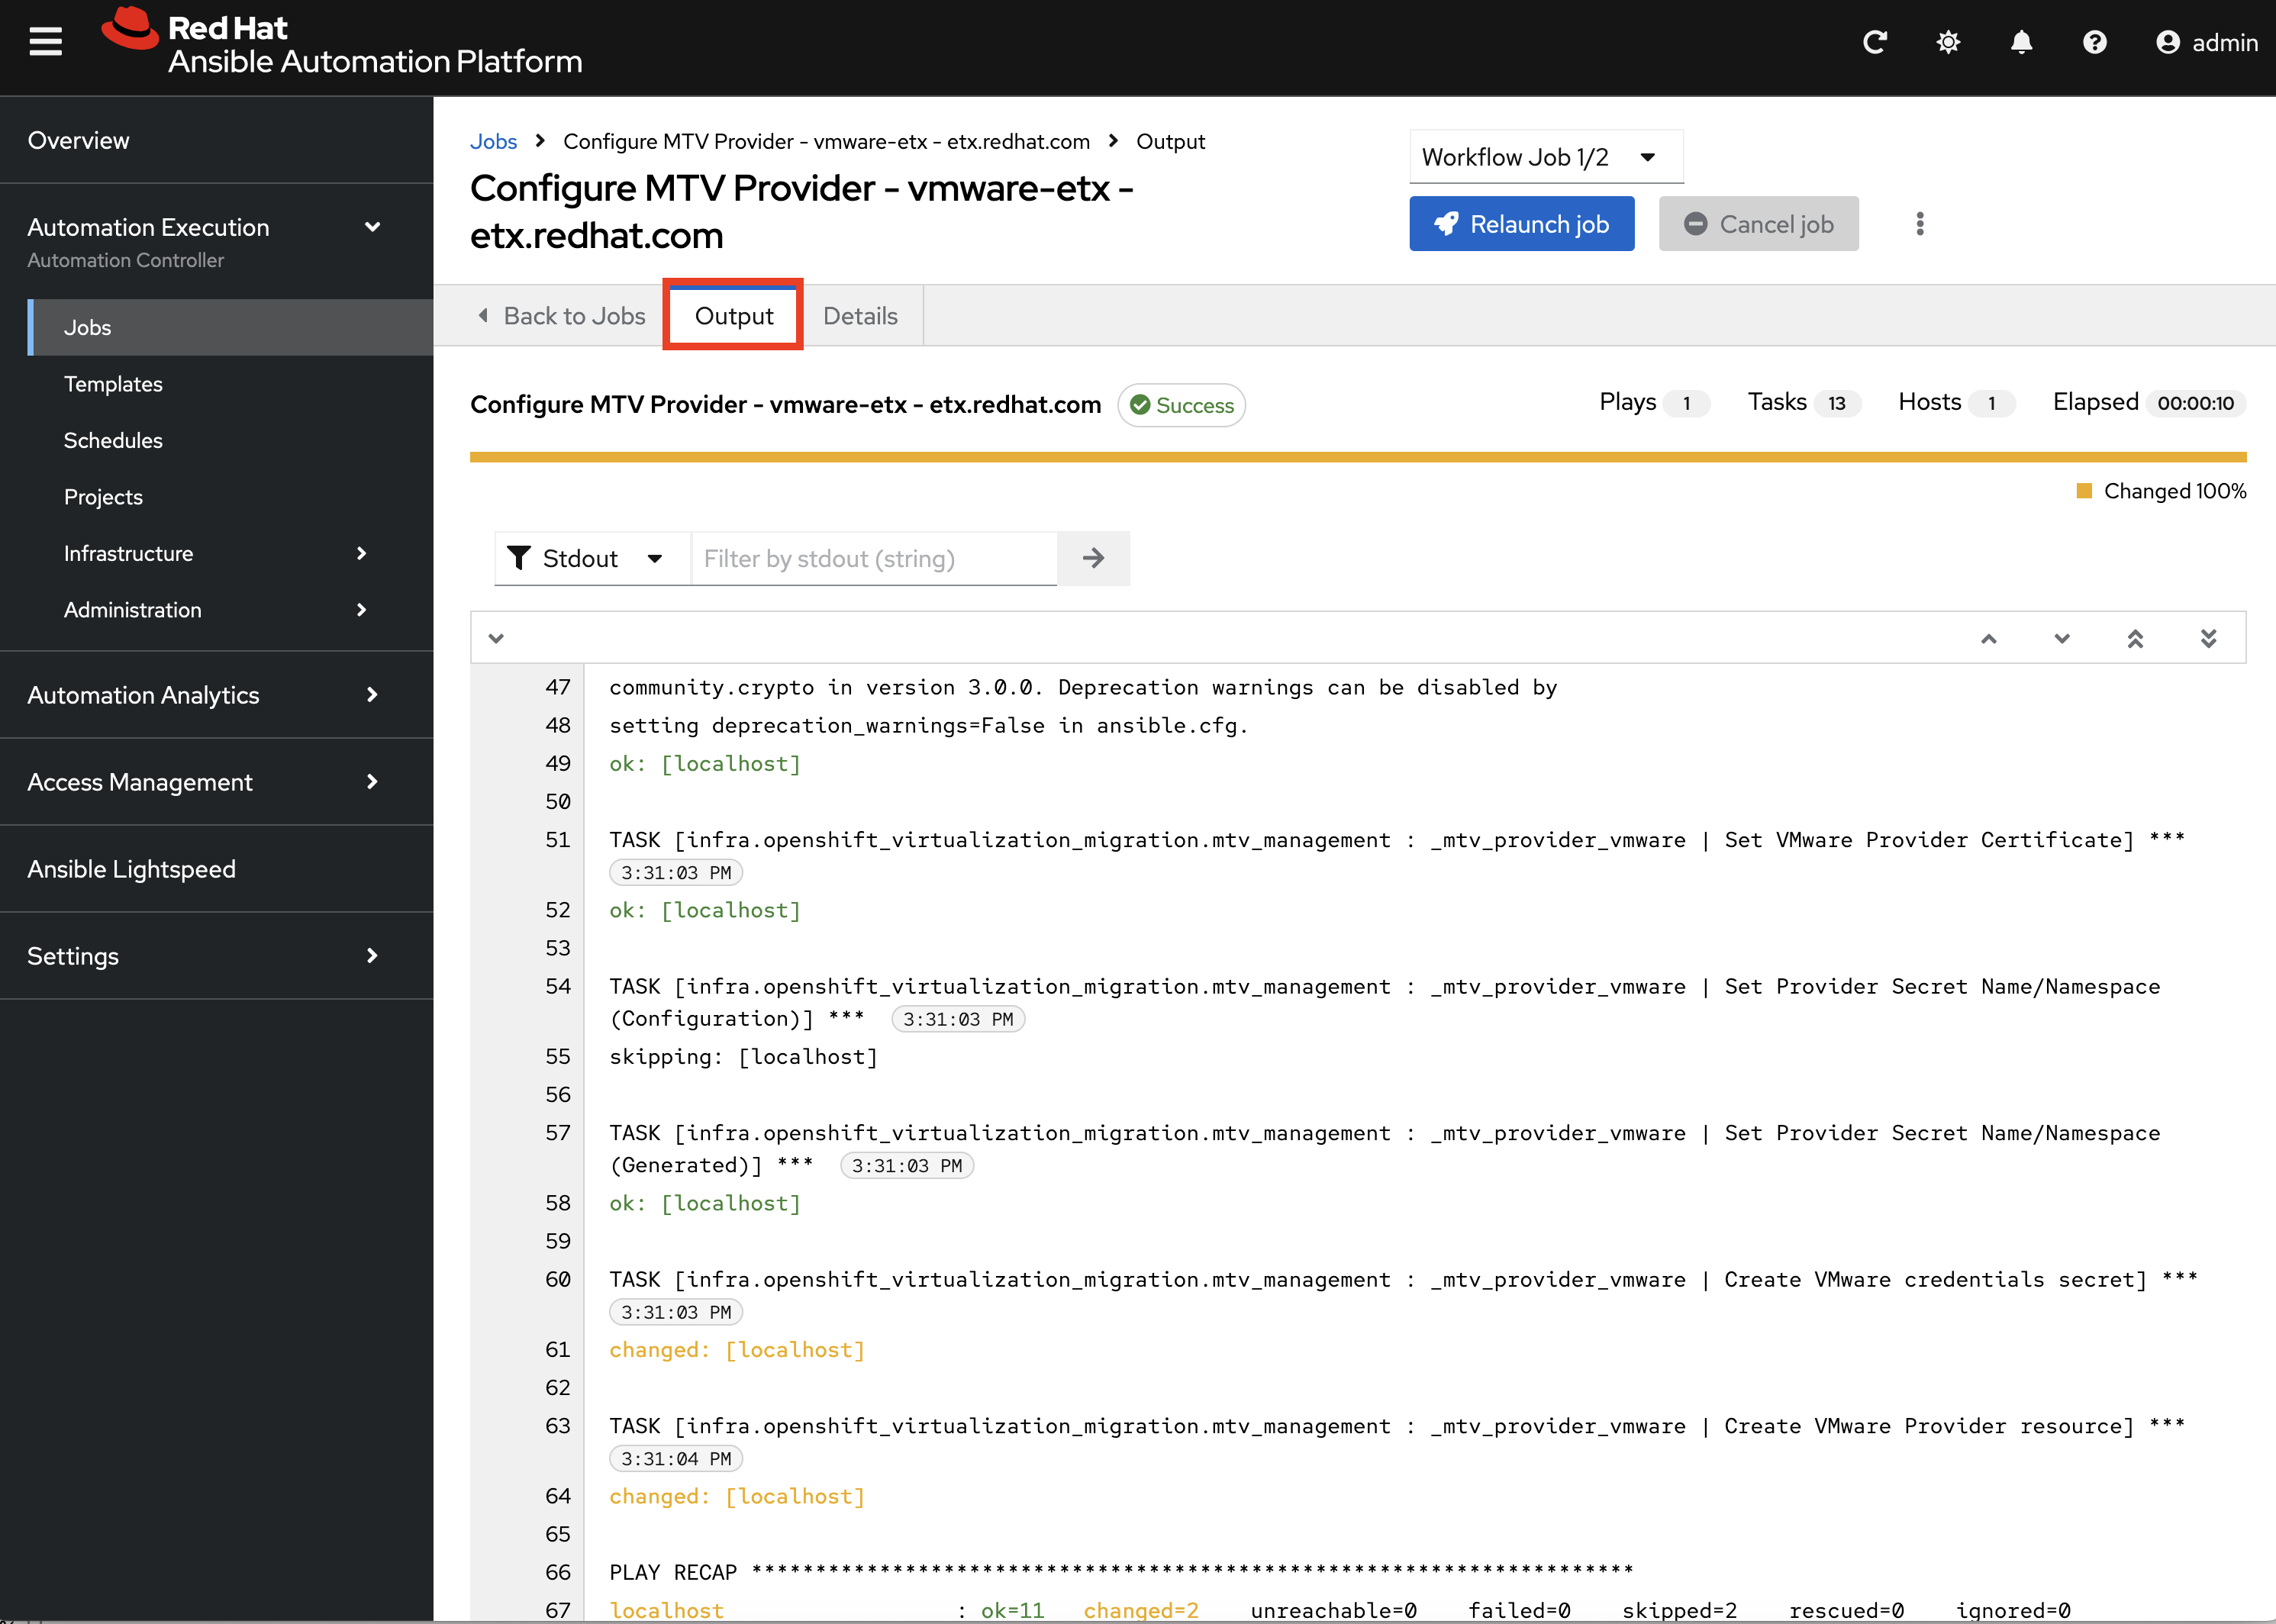 Red Hat
Ansible Automation Platform
admin
Overview
Automation Execution
Automation Controller
Jobs
Templates
Schedules
Projects
Infrastructure
Administration
Automation Analytics
Access Management
Ansible Lightspeed
Settings
Jobs > Configure MTV Provider - vmware-etx - etx.redhat.com > Output
Configure MTV Provider - vmware-etx -
etx.redhat.com
Workflow Job 1/2
Relaunch job
Cancel job
Back to Jobs
Output
Details
Configure MTV Provider - vmware-etx - etx.redhat.com
Success
Plays 1
Tasks 13
Hosts 1
Elapsed 00:00:10
Changed 100%
Stdout
Filter by stdout (string)
47 community.crypto in version 3.0.0. Deprecation warnings can be disabled by
48 setting deprecation_warnings=False in ansible.cfg.
49 ok: [localhost]
50
51 TASK [infra.openshift_virtualization_migration.mtv_management : _mtv_provider_vmware | Set VMware Provider Certificate] ***
3:31:03 PM
52 ok: [localhost]
53
54 TASK [infra.openshift_virtualization_migration.mtv_management : _mtv_provider_vmware | Set Provider Secret Name/Namespace
(Configuration)] *** 3:31:03 PM
55 skipping: [localhost]
56
57 TASK [infra.openshift_virtualization_migration.mtv_management : _mtv_provider_vmware | Set Provider Secret Name/Namespace
(Generated)] *** 3:31:03 PM
58 ok: [localhost]
59
60 TASK [infra.openshift_virtualization_migration.mtv_management : _mtv_provider_vmware | Create VMware credentials secret] ***
3:31:03 PM
61 changed: [localhost]
62
63 TASK [infra.openshift_virtualization_migration.mtv_management : _mtv_provider_vmware | Create VMware Provider resource] ***
3:31:04 PM
64 changed: [localhost]
65
66 PLAY RECAP *********************************************************************
67 localhost : ok=11 changed=2 unreachable=0 failed=0 skipped=2 rescued=0 ignored=0